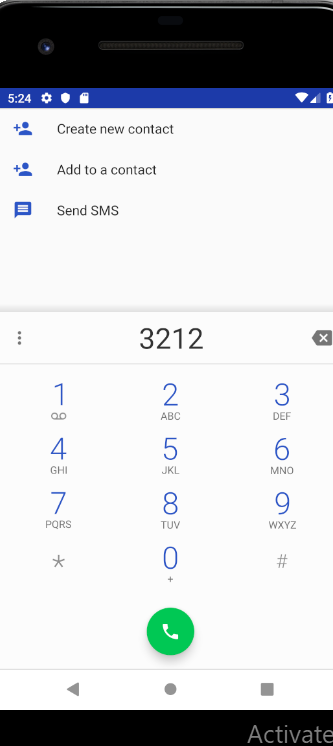 5:24
Create new contact
Add to a contact
Send SMS
3212
1 2 3
ABC DEF
4 5 6
GHI JKL MNO
7 8 9
PQRS TUV WXYZ
* 0 #
+
Activate